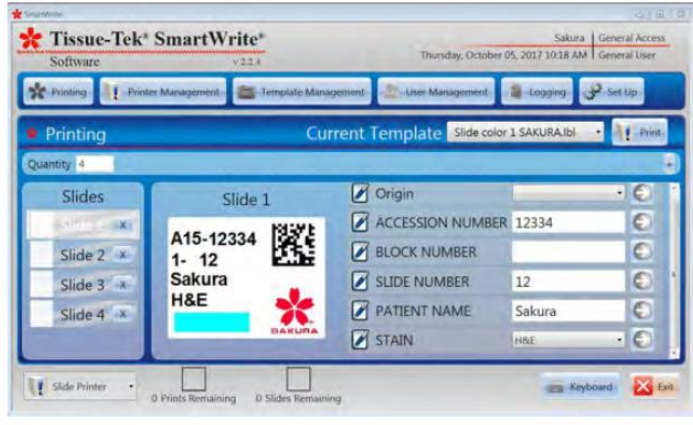 SmartWrite
Tissue-Tek® SmartWrite®
Software v 2.2.4
Sakura General Access
Thursday, October 05, 2017 10:18 AM General User
Printing Printer Management Template Management User Management Logging Set Up
Printing Current Template Slide color 1 SAKURA.lbl Print
Quantity 4
Slides
Slide 1 X
Slide 2 X
Slide 3 X
Slide 4 X
Slide 1
A15-12334
1- 12
Sakura
H&E
SAKURA
Origin
ACCESSION NUMBER 12334
BLOCK NUMBER
SLIDE NUMBER 12
PATIENT NAME Sakura
STAIN H&E
Slide Printer 0 Prints Remaining 0 Slides Remaining Keyboard Exit